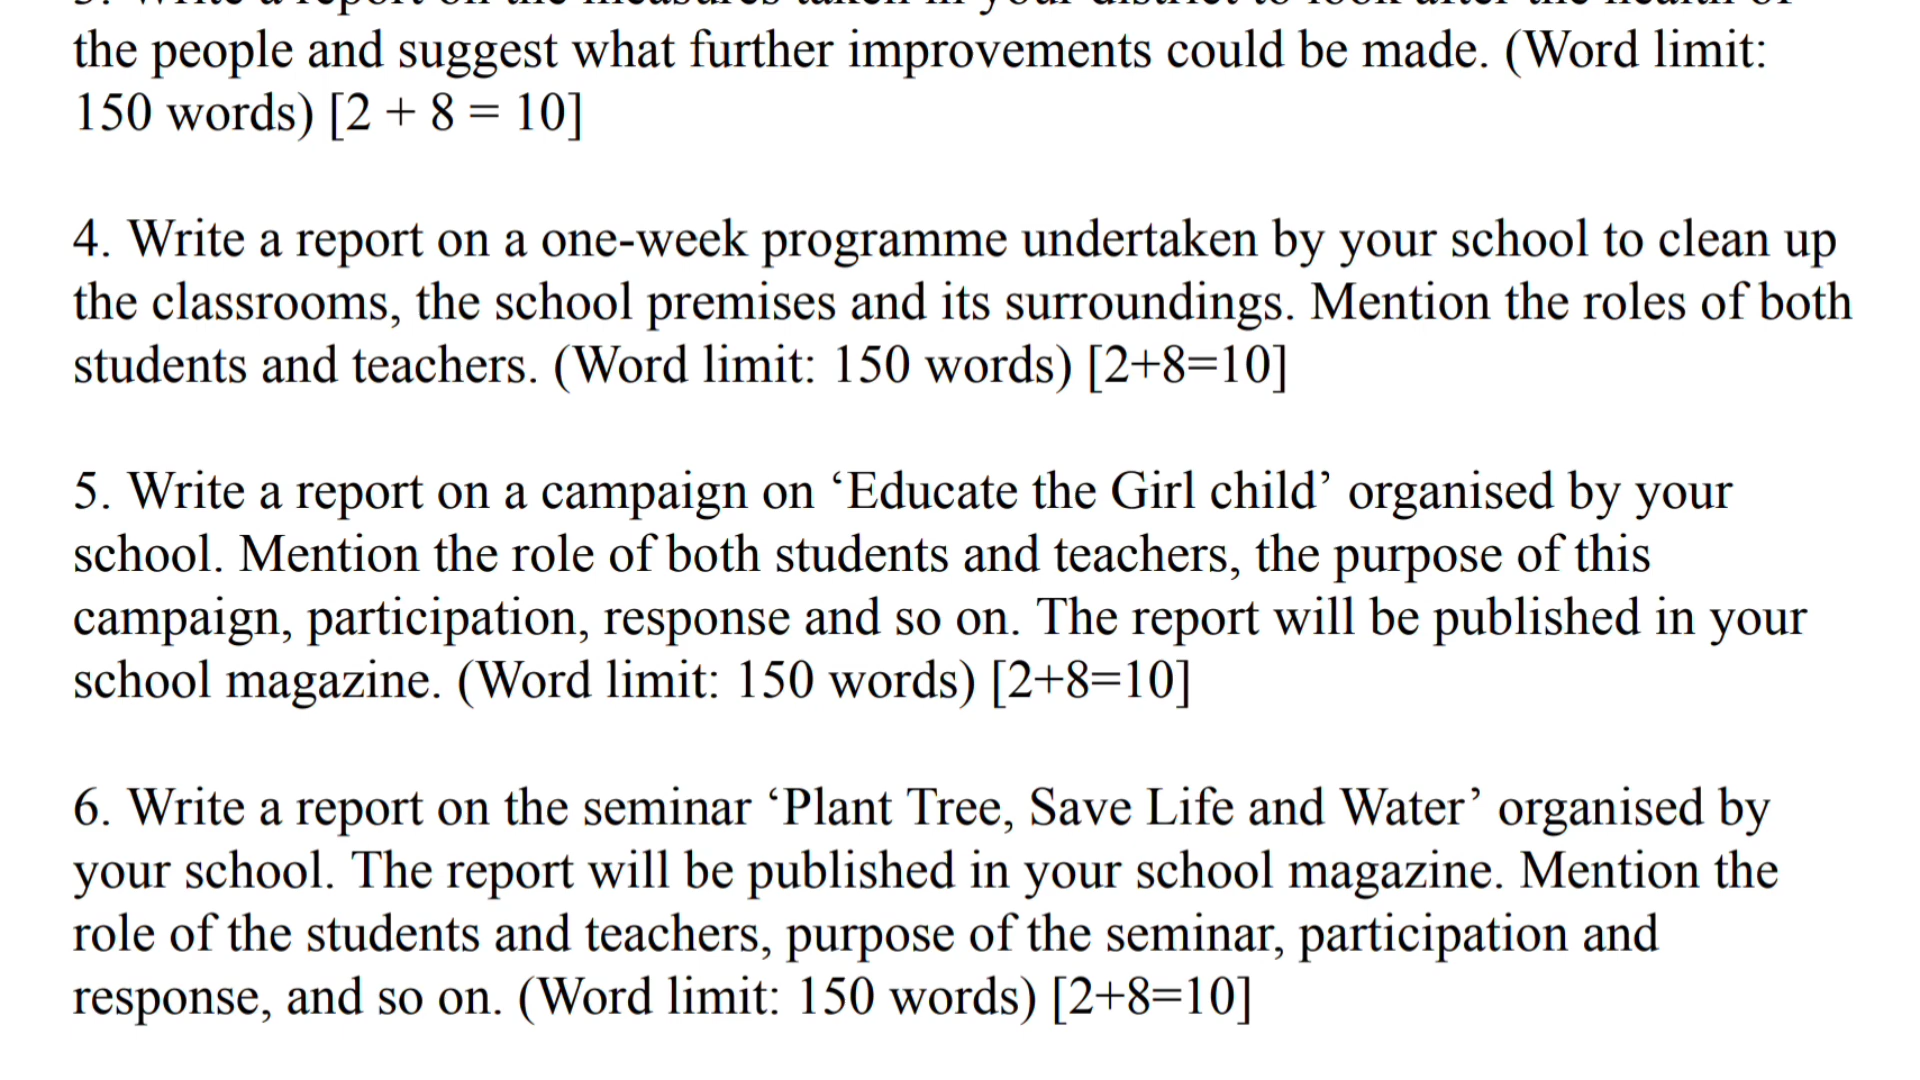 the people and suggest what further improvements could be made. (Word limit:
150 words) [2 + 8 = 10]
4. Write a report on a one-week programme undertaken by your school to clean up
the classrooms, the school premises and its surroundings. Mention the roles of both
students and teachers. (Word limit: 150 words) [2+8=10]
5. Write a report on a campaign on ‘Educate the Girl child’ organised by your
school. Mention the role of both students and teachers, the purpose of this
campaign, participation, response and so on. The report will be published in your
school magazine. (Word limit: 150 words) [2+8=10]
6. Write a report on the seminar ‘Plant Tree, Save Life and Water’ organised by
your school. The report will be published in your school magazine. Mention the
role of the students and teachers, purpose of the seminar, participation and
response, and so on. (Word limit: 150 words) [2+8=10]